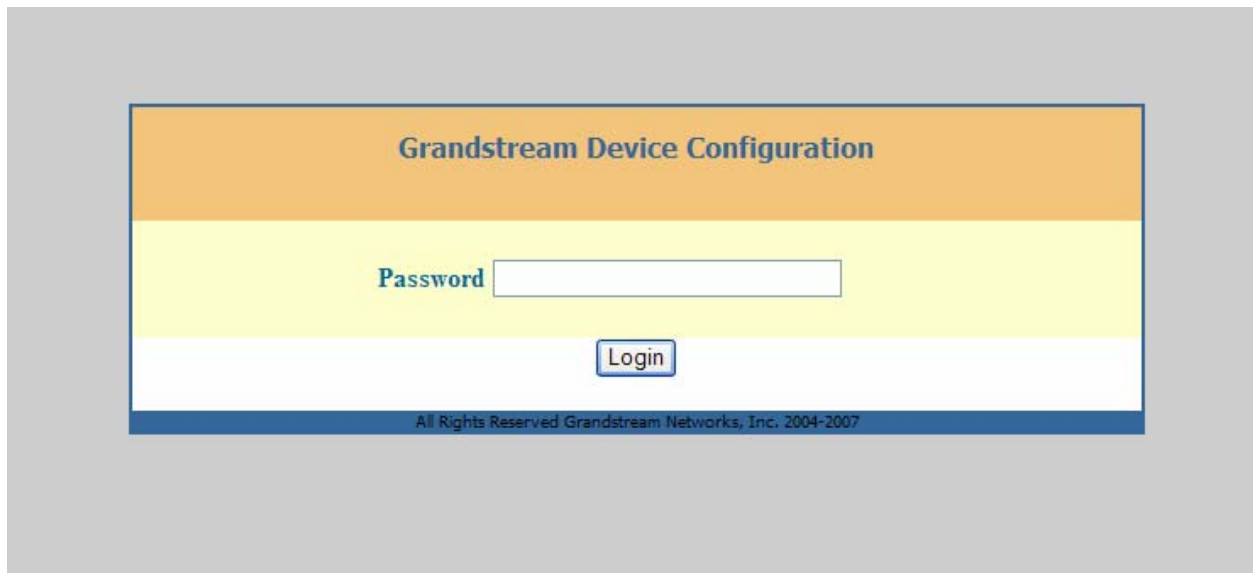 Grandstream Device Configuration
Password
Login
All Rights Reserved Grandstream Networks, Inc. 2004-2007